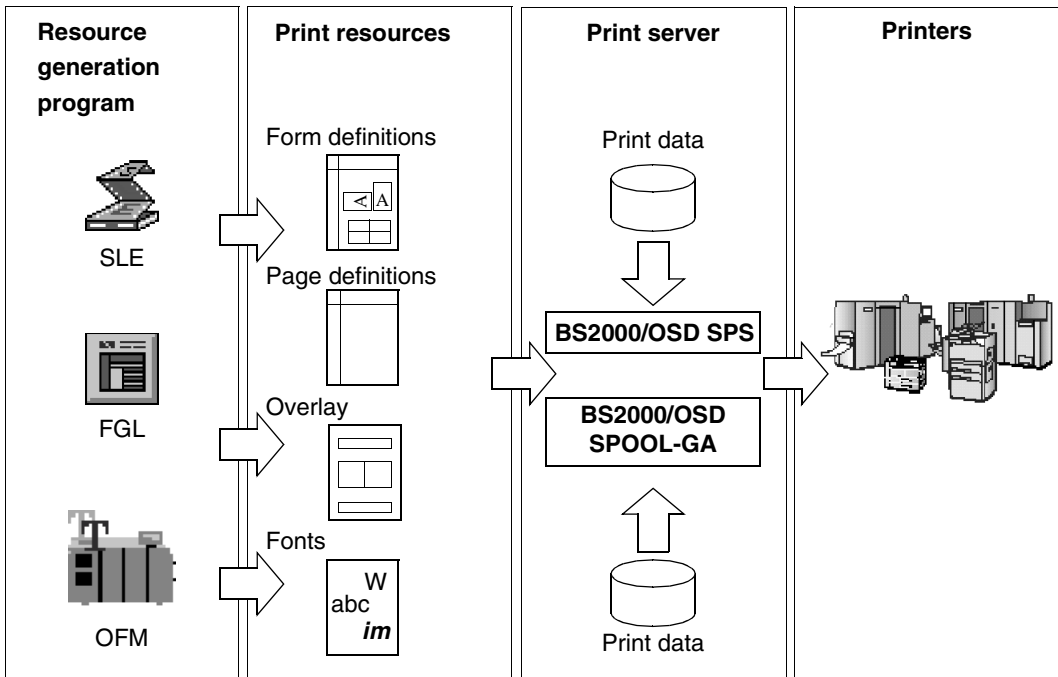 Resource
generation
program
SLE
FGL
OFM
Print resources
Form definitions
A
A
Page definitions
Overlay
Fonts
W
abc
im
Print server
Print data
BS2000/OSD SPS
BS2000/OSD
SPOOL-GA
Print data
Printers